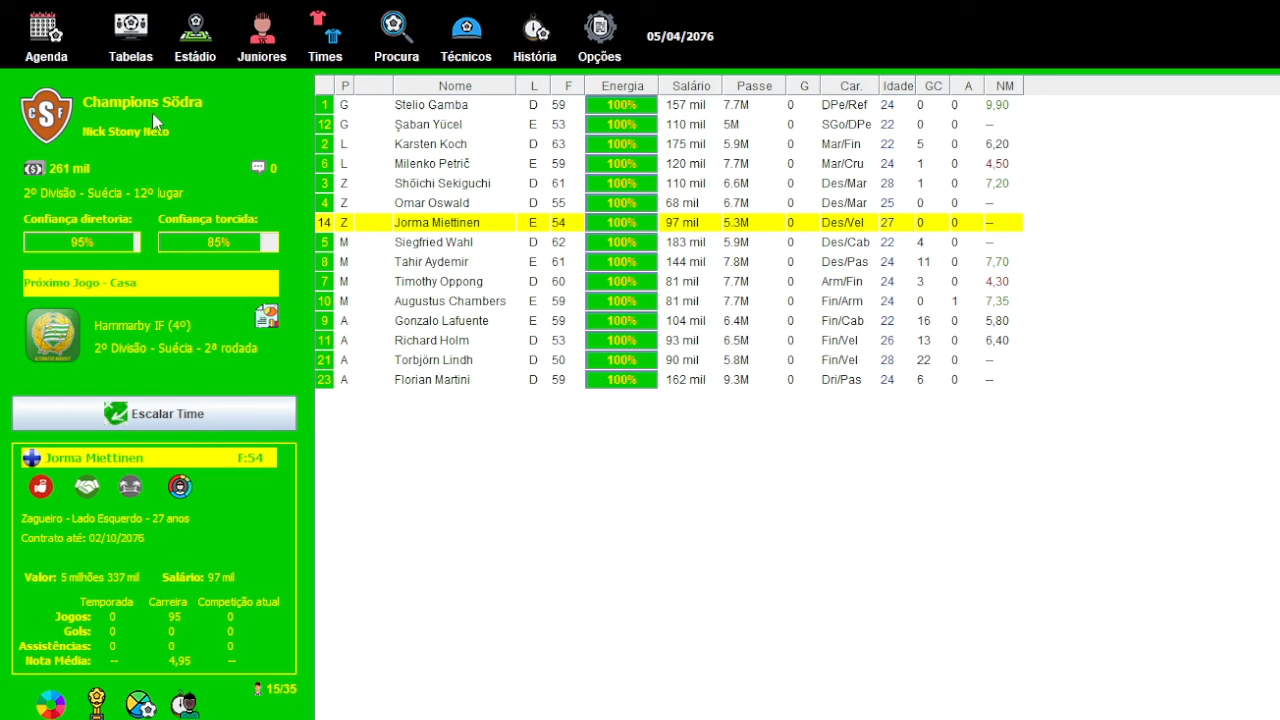 Agenda Tabelas Estádio Juniores Times Procura Técnicos História Opções 05/04/2076
Champions Södra
Nick Stony Neto
261 mil 0
2º Divisão - Suécia - 12º lugar
Confiança diretoria: Confiança torcida:
95% 85%
Próximo Jogo - Casa
Hammarby IF (4º)
2º Divisão - Suécia - 2ª rodada
Escalar Time
Jorma Miettinen F:54
Zagueiro - Lado Esquerdo - 27 anos
Contrato até: 02/10/2076
Valor: 5 milhões 337 mil Salário: 97 mil
Temporada Carreira Competição atual
Jogos: 0 95 0
Gols: 0 0 0
Assistências: 0 0 0
Nota Média: -- 4,95 --
15/35
P Nome L F Energia Salário Passe G Car. Idade GC A NM
1 G Stelio Gamba D 59 100% 157 mil 7.7M 0 DPe/Ref 24 0 0 9,90
12 G Şaban Yücel E 53 100% 110 mil 5M 0 SGo/DPe 22 0 0 --
2 L Karsten Koch D 63 100% 175 mil 5.9M 0 Mar/Fin 22 5 0 6,20
6 L Milenko Petrič E 59 100% 120 mil 7.7M 0 Mar/Cru 24 1 0 4,50
3 Z Shōichi Sekiguchi D 61 100% 110 mil 6.6M 0 Des/Mar 28 1 0 7,20
4 Z Omar Oswald D 55 100% 68 mil 6.7M 0 Des/Mar 25 0 0 --
14 Z Jorma Miettinen E 54 100% 97 mil 5.3M 0 Des/Vel 27 0 0 --
5 M Siegfried Wahl D 62 100% 183 mil 5.9M 0 Des/Cab 22 4 0 --
8 M Tahir Aydemir E 61 100% 144 mil 7.8M 0 Des/Pas 24 11 0 7,70
7 M Timothy Oppong D 60 100% 81 mil 7.7M 0 Arm/Fin 24 3 0 4,30
10 M Augustus Chambers E 59 100% 81 mil 7.7M 0 Fin/Arm 24 0 1 7,35
9 A Gonzalo Lafuente E 59 100% 104 mil 6.4M 0 Fin/Cab 22 16 0 5,80
11 A Richard Holm D 53 100% 93 mil 6.5M 0 Fin/Vel 26 13 0 6,40
21 A Torbjörn Lindh D 50 100% 90 mil 5.8M 0 Fin/Vel 28 22 0 --
23 A Florian Martini D 59 100% 162 mil 9.3M 0 Dri/Pas 24 6 0 --